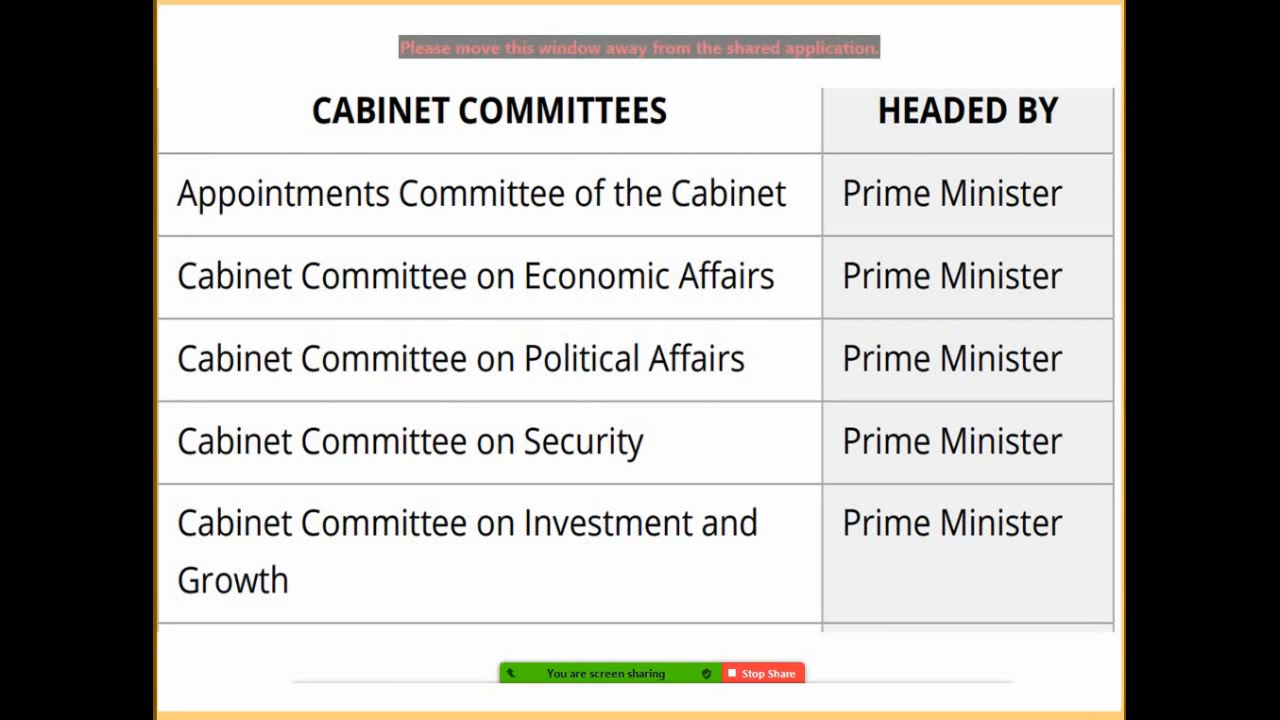 Please move this window away from the shared application.
CABINET COMMITTEES HEADED BY
Appointments Committee of the Cabinet Prime Minister
Cabinet Committee on Economic Affairs Prime Minister
Cabinet Committee on Political Affairs Prime Minister
Cabinet Committee on Security Prime Minister
Cabinet Committee on Investment and Prime Minister
Growth
You are screen sharing Stop Share